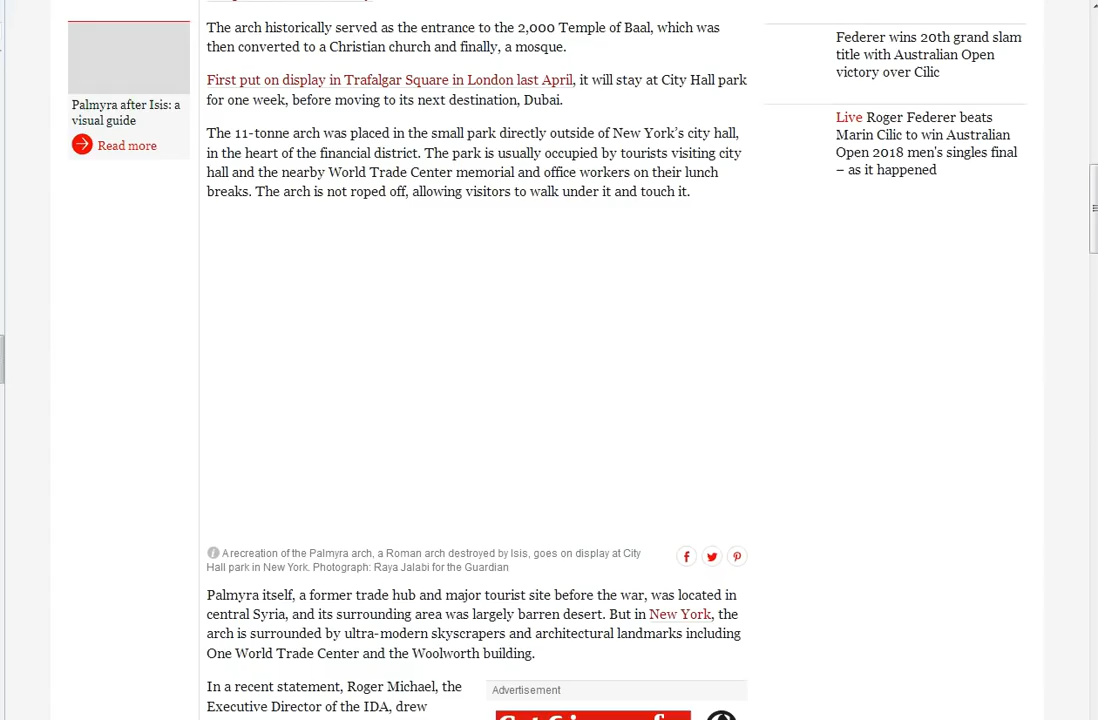 The arch historically served as the entrance to the 2,000 Temple of Baal, which was
then converted to a Christian church and finally, a mosque.
First put on display in Trafalgar Square in London last April, it will stay at City Hall park
for one week, before moving to its next destination, Dubai.
The 11-tonne arch was placed in the small park directly outside of New York’s city hall,
in the heart of the financial district. The park is usually occupied by tourists visiting city
hall and the nearby World Trade Center memorial and office workers on their lunch
breaks. The arch is not roped off, allowing visitors to walk under it and touch it.
Palmyra after Isis: a
visual guide
Read more
Federer wins 20th grand slam
title with Australian Open
victory over Cilic
Live Roger Federer beats
Marin Cilic to win Australian
Open 2018 men's singles final
– as it happened
A recreation of the Palmyra arch, a Roman arch destroyed by Isis, goes on display at City
Hall park in New York. Photograph: Raya Jalabi for the Guardian
Palmyra itself, a former trade hub and major tourist site before the war, was located in
central Syria, and its surrounding area was largely barren desert. But in New York, the
arch is surrounded by ultra-modern skyscrapers and architectural landmarks including
One World Trade Center and the Woolworth building.
In a recent statement, Roger Michael, the
Executive Director of the IDA, drew
Advertisement